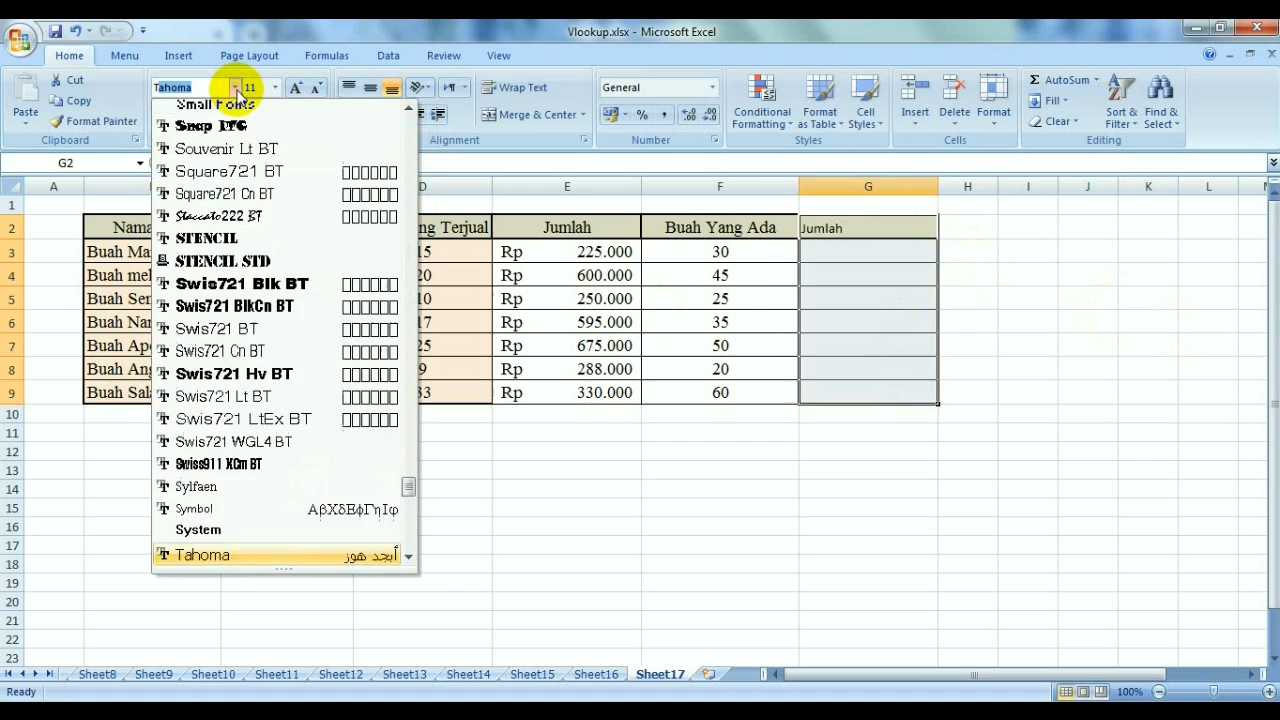 Vlookup.xlsx - Microsoft Excel
Home Menu Insert Page Layout Formulas Data Review View
Paste
Cut
Copy
Format Painter
Clipboard
Tahoma 11
Wrap Text
Merge & Center
Alignment
General
% ,
Number
Conditional Formatting
Format as Table
Cell Styles
Styles
Insert Delete Format
Cells
Σ AutoSum
Fill
Clear
Sort & Filter
Find & Select
Editing
G2
A D E F G H I J K L
1
2 Nama ng Terjual Jumlah Buah Yang Ada Jumlah
3 Buah Ma 15 Rp 225.000 30
4 Buah mel 20 Rp 600.000 45
5 Buah Sem 10 Rp 250.000 25
6 Buah Nan 17 Rp 595.000 35
7 Buah Ape 25 Rp 675.000 50
8 Buah Ang 9 Rp 288.000 20
9 Buah Sala 33 Rp 330.000 60
10
11
12
13
14
15
16
17
18
19
20
21
22
23
Small Fonts
Snap ITC
Souvenir Lt BT
Square721 BT
Square721 Cn BT
Staccato222 BT
STENCIL
STENCIL STD
Swis721 Blk BT
Swis721 BlkCn BT
Swis721 BT
Swis721 Cn BT
Swis721 Hv BT
Swis721 Lt BT
Swis721 LtEx BT
Swis721 WGL4 BT
Swiss911 XCm BT
Sylfaen
Symbol ΑβΧδΕϕΓηΙφ
System
Tahoma أبجد هوز
Sheet8 Sheet9 Sheet10 Sheet11 Sheet12 Sheet13 Sheet14 Sheet15 Sheet16 Sheet17
Ready 100%